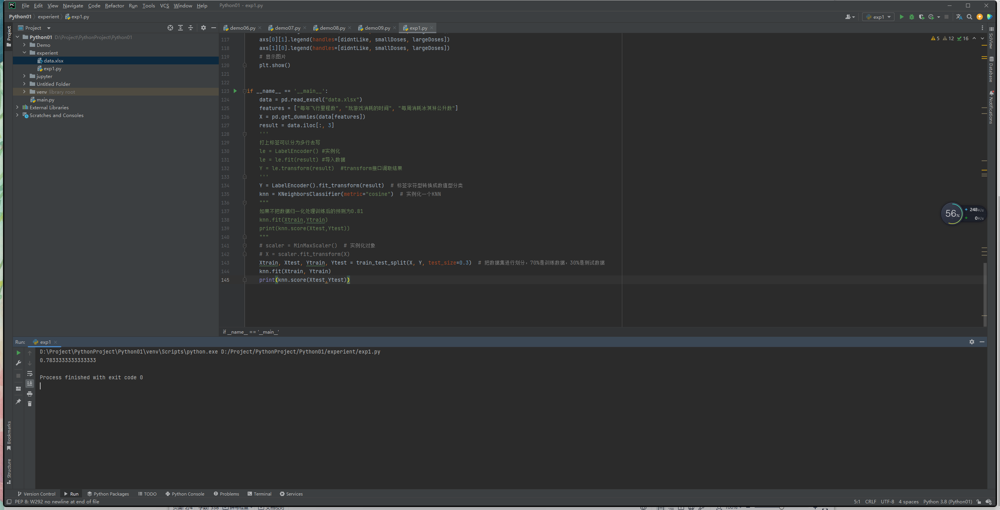 File Edit View Navigate Code Refactor Run Tools VCS Window Help Python01 - exp1.py
Python01 experient exp1.py
exp1
Project
Project
demo06.py demo07.py demo08.py demo09.py exp1.py
Python01 D:\Project\PythonProject\Python01
Demo
experient
data.xlsx
exp1.py
jupyter
Untitled Folder
venv library root
main.py
External Libraries
Scratches and Consoles
5 12 16
117 axs[0][1].legend(handles=[didntLike, smallDoses, largeDoses])
118 axs[1][0].legend(handles=[didntLike, smallDoses, largeDoses])
119 # 显示图片
120 plt.show()
121
122
123 if __name__ == '__main__':
124 data = pd.read_excel("data.xlsx")
125 features = ["每年飞行里程数", "玩游戏消耗的时间", "每周消耗冰淇淋公升数"]
126 X = pd.get_dummies(data[features])
127 result = data.iloc[:, 3]
128 '''
129 打上标签可以分为多行去写
130 le = LabelEncoder() #实例化
131 le = le.fit(result) #导入数据
132 Y = le.transform(result)  #transform接口调取结果
133 '''
134 Y = LabelEncoder().fit_transform(result)  # 标签字符型转换成数值型分类
135 knn = KNeighborsClassifier(metric="cosine")  # 实例化一个KNN
136 """
137 如果不把数据归一化处理训练后的预测为0.81
138 knn.fit(Xtrain,Ytrain)
139 print(knn.score(Xtest,Ytest))
140 """
141 # scaler = MinMaxScaler()  # 实例化对象
142 # X = scaler.fit_transform(X)
143 Xtrain, Xtest, Ytrain, Ytest = train_test_split(X, Y, test_size=0.3)  # 把数据集进行划分，70%是训练数据，30%是测试数据
144 knn.fit(Xtrain, Ytrain)
145 print(knn.score(Xtest,Ytest))
if __name__ == '__main__'
SciView
Database
Notifications
56%
248K/s
0K/s
Run: exp1
D:\Project\PythonProject\Python01\venv\Scripts\python.exe D:/Project/PythonProject/Python01/experient/exp1.py
0.7833333333333333
Process finished with exit code 0
Bookmarks
Structure
Version Control Run Python Packages TODO Python Console Problems Terminal Services
PEP 8: W292 no newline at end of file
5:1 CRLF UTF-8 4 spaces Python 3.8 (Python01)